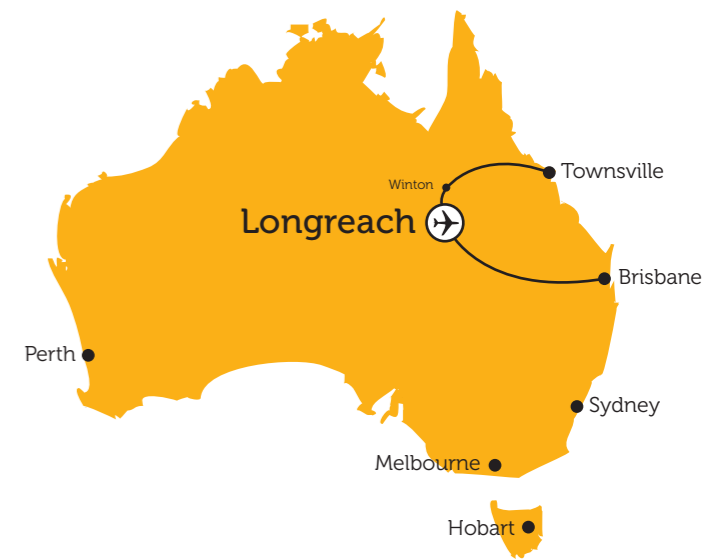 Townsville
Winton
Longreach
Brisbane
Perth
Sydney
Melbourne
Hobart